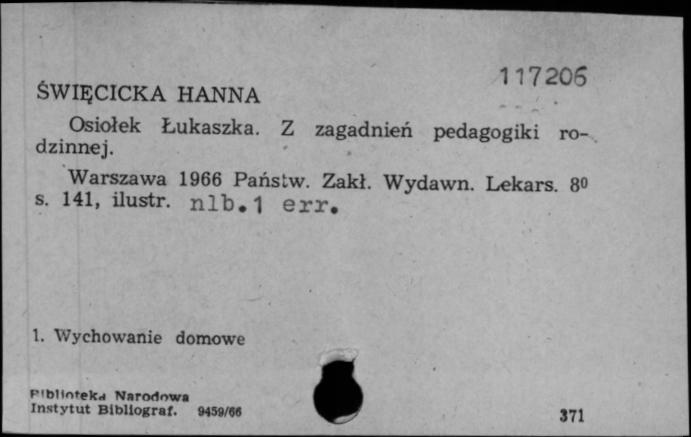 117206
ŚWIĘCICKA HANNA
Osiołek Łukaszka. Z zagadnień pedagogiki ro-
dzinnej.
Warszawa 1966 Państw. Zakł. Wydawn. Lekars. 8⁰
s. 141, ilustr. nlb.1 err.
1. Wychowanie domowe
Biblioteka Narodowa
Instytut Bibliograf. 9459/66
371